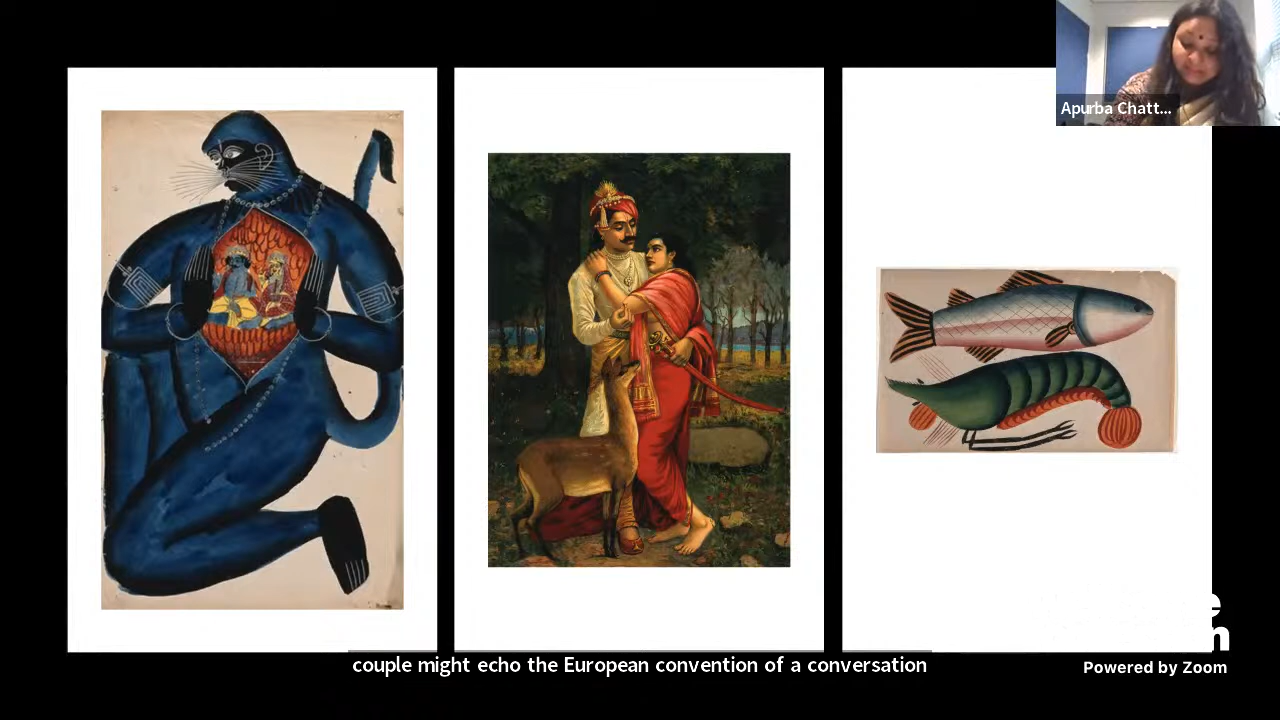 Apurba Chatt...
couple might echo the European convention of a conversation
Powered by Zoom